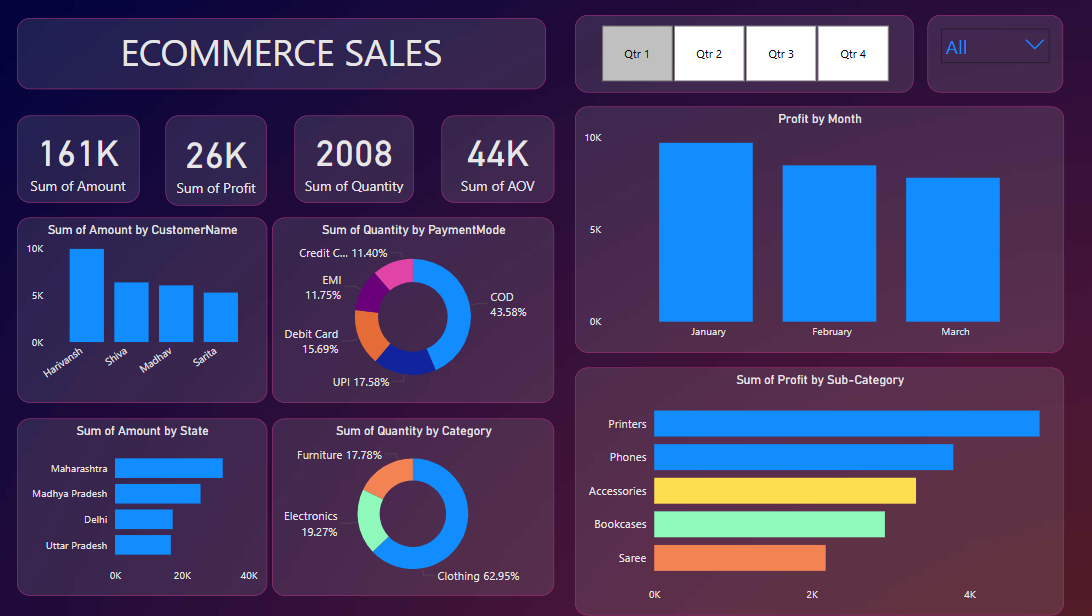 ECOMMERCE SALES
Qtr 1
Qtr 2
Qtr 3
Qtr 4
All
161K
Sum of Amount
26K
Sum of Profit
2008
Sum of Quantity
44K
Sum of AOV
Profit by Month
10K
5K
0K
January
February
March
Sum of Amount by CustomerName
10K
5K
0K
Harivansh
Shiva
Madhav
Sarita
Sum of Quantity by PaymentMode
Credit C... 11.40%
EMI
11.75%
Debit Card
15.69%
UPI 17.58%
COD
43.58%
Sum of Profit by Sub-Category
Printers
Phones
Accessories
Bookcases
Saree
0K
2K
4K
Sum of Amount by State
Maharashtra
Madhya Pradesh
Delhi
Uttar Pradesh
0K
20K
40K
Sum of Quantity by Category
Furniture 17.78%
Electronics
19.27%
Clothing 62.95%